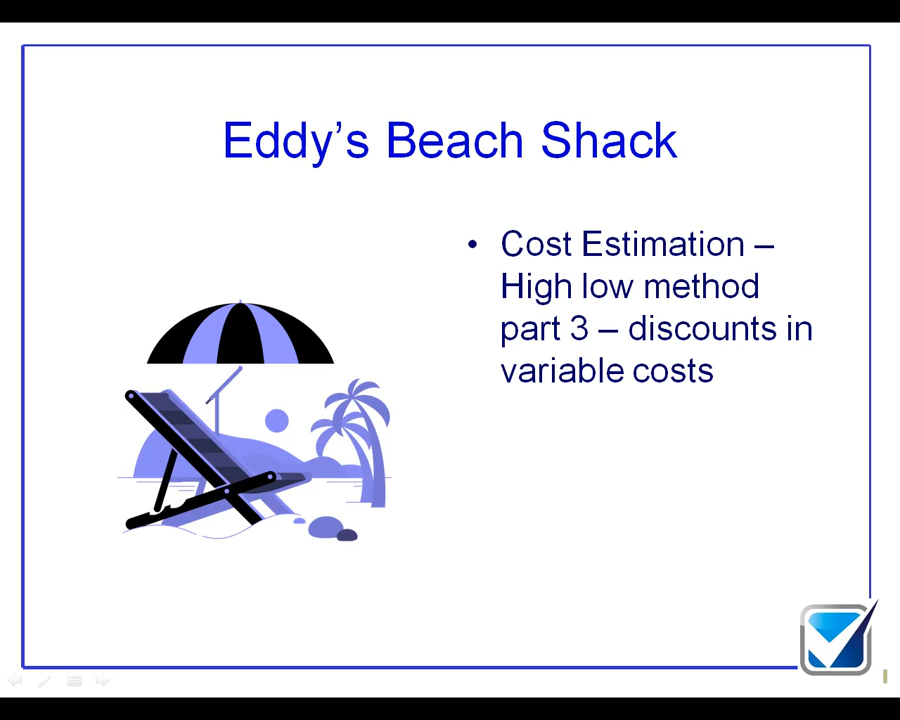 Eddy’s Beach Shack
• Cost Estimation –
High low method
part 3 – discounts in
variable costs